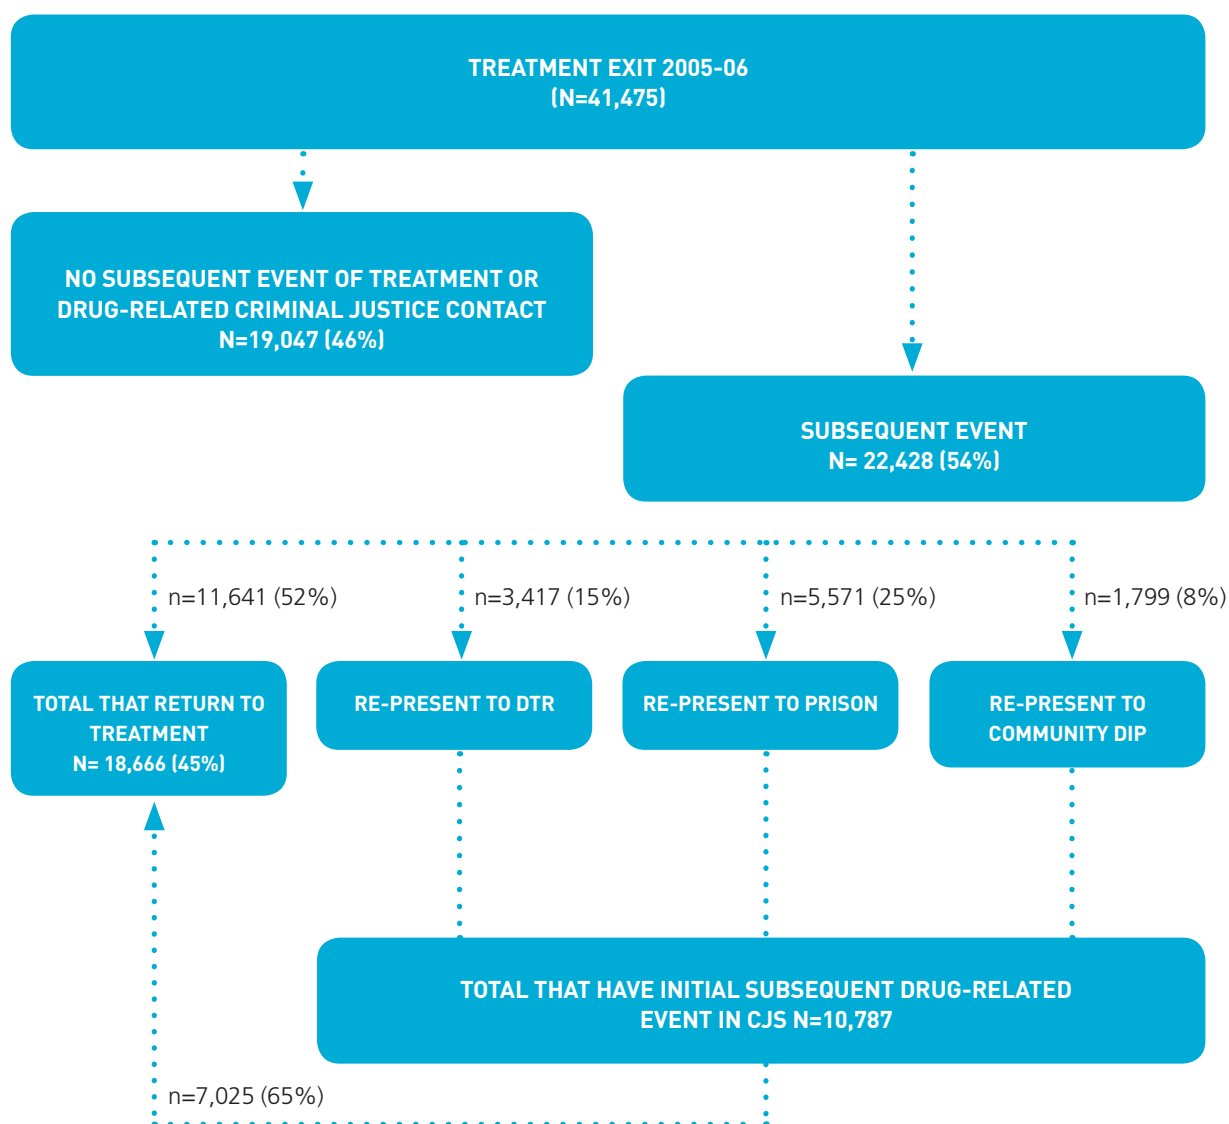 TREATMENT EXIT 2005-06
(N=41,475)
NO SUBSEQUENT EVENT OF TREATMENT OR
DRUG-RELATED CRIMINAL JUSTICE CONTACT
N=19,047 (46%)
SUBSEQUENT EVENT
N= 22,428 (54%)
n=11,641 (52%)
n=3,417 (15%)
n=5,571 (25%)
n=1,799 (8%)
TOTAL THAT RETURN TO
TREATMENT
N= 18,666 (45%)
RE-PRESENT TO DTR
RE-PRESENT TO PRISON
RE-PRESENT TO
COMMUNITY DIP
TOTAL THAT HAVE INITIAL SUBSEQUENT DRUG-RELATED
EVENT IN CJS N=10,787
n=7,025 (65%)